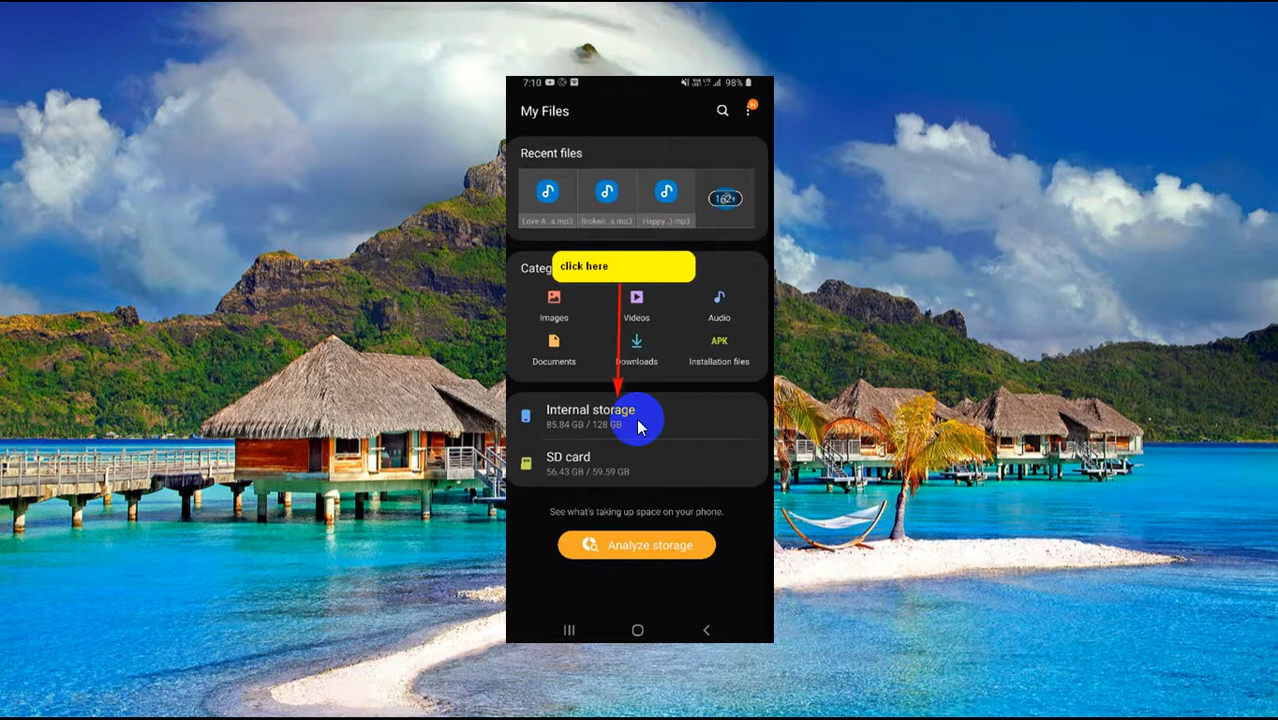 7:10
98%
My Files
N
Recent files
Love A...a.mp3
Broken...s.mp3
Happy...).mp3
162+
Categ
click here
Images
Videos
Audio
APK
Documents
Downloads
Installation files
Internal storage
85.84 GB / 128 GB
SD card
56.43 GB / 59.59 GB
See what's taking up space on your phone.
Analyze storage